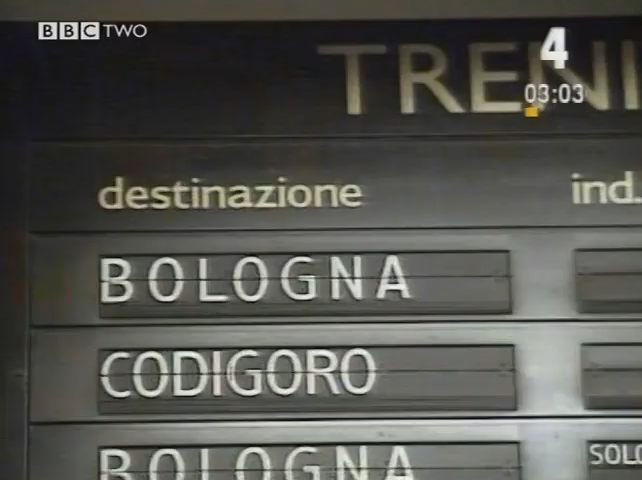 BBC TWO
4
TRENI
03:03
destinazione
ind.
BOLOGNA
CODIGORO
BOLOGNA
SOLO